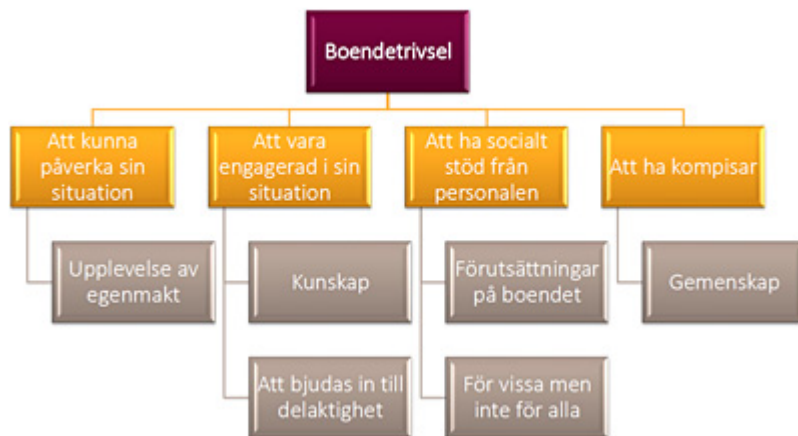 Boendetrivsel
Att kunna
påverka sin
situation
Att vara
engagerad i sin
situation
Att ha socialt
stöd från
personalen
Att ha kompisar
Upplevelse av
egenmakt
Kunskap
Förutsättningar
på boendet
Gemenskap
Att bjudas in till
delaktighet
För vissa men
inte för alla